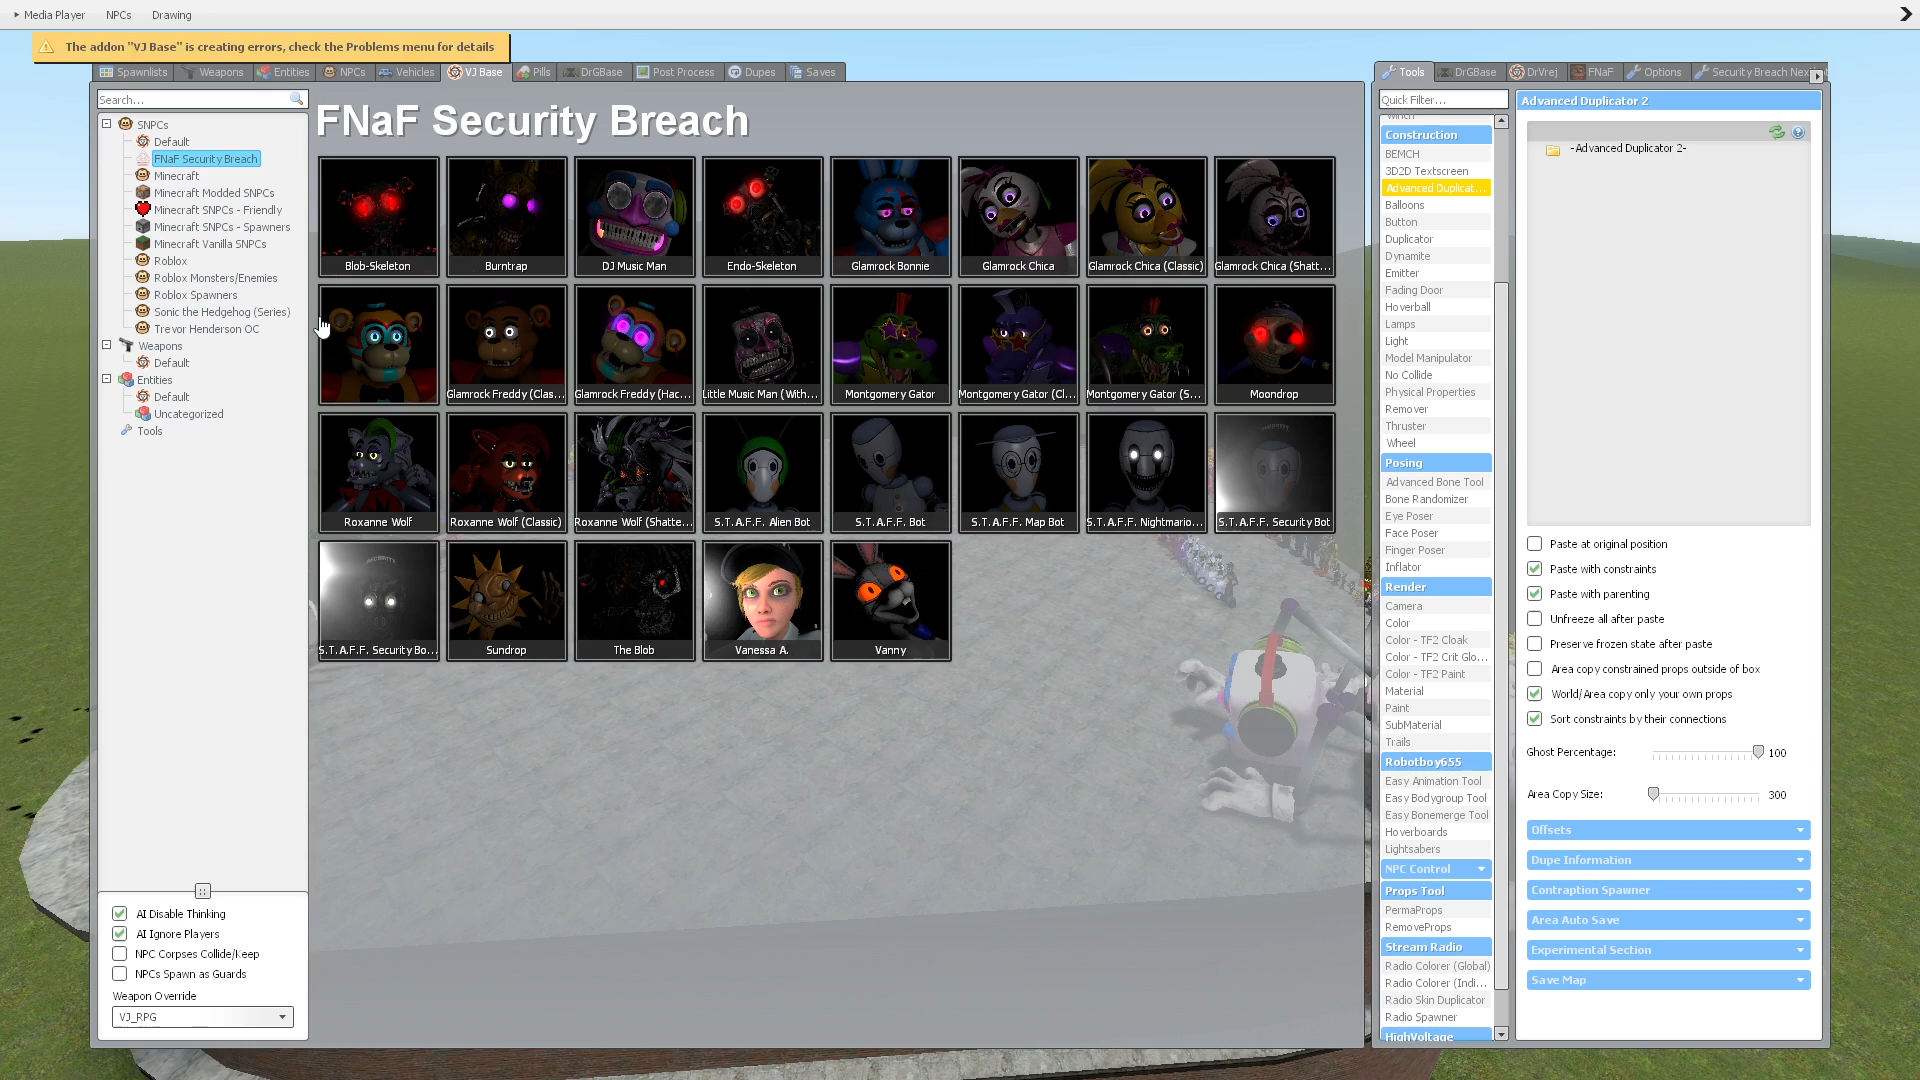 Media Player NPCs Drawing
The addon "VJ Base" is creating errors, check the Problems menu for details
Spawnlists Weapons Entities NPCs Vehicles VJ Base Pills DrGBase Post Process Dupes Saves
Search...
SNPCs
Default
FNaF Security Breach
Minecraft
Minecraft Modded SNPCs
Minecraft SNPCs - Friendly
Minecraft SNPCs - Spawners
Minecraft Vanilla SNPCs
Roblox
Roblox Monsters/Enemies
Roblox Spawners
Sonic the Hedgehog (Series)
Trevor Henderson OC
Weapons
Default
Entities
Default
Uncategorized
Tools
AI Disable Thinking
AI Ignore Players
NPC Corpses Collide/Keep
NPCs Spawn as Guards
Weapon Override
VJ_RPG
FNaF Security Breach
Blob-Skeleton Burntrap DJ Music Man Endo-Skeleton Glamrock Bonnie Glamrock Chica Glamrock Chica (Classic) Glamrock Chica (Shatt...
Glamrock Freddy (Clas... Glamrock Freddy (Hac... Little Music Man (With... Montgomery Gator Montgomery Gator (Cl... Montgomery Gator (S... Moondrop
Roxanne Wolf Roxanne Wolf (Classic) Roxanne Wolf (Shatte... S.T.A.F.F. Alien Bot S.T.A.F.F. Bot S.T.A.F.F. Map Bot S.T.A.F.F. Nightmario... S.T.A.F.F. Security Bot
S.T.A.F.F. Security Bo... Sundrop The Blob Vanessa A. Vanny
Tools DrGBase DrVrej FNaF Options Security Breach
Quick Filter...
Winch
Construction
BEMCH
3D2D Textscreen
Advanced Duplicat...
Balloons
Button
Duplicator
Dynamite
Emitter
Fading Door
Hoverball
Lamps
Light
Model Manipulator
No Collide
Physical Properties
Remover
Thruster
Wheel
Posing
Advanced Bone Tool
Bone Randomizer
Eye Poser
Face Poser
Finger Poser
Inflator
Render
Camera
Color
Color - TF2 Cloak
Color - TF2 Crit Glo...
Color - TF2 Paint
Material
Paint
SubMaterial
Trails
Robotboy655
Easy Animation Tool
Easy Bodygroup Tool
Easy Bonemerge Tool
Hoverboards
Lightsabers
NPC Control
Props Tool
PermaProps
RemoveProps
Stream Radio
Radio Colorer (Global)
Radio Colorer (Indi...
Radio Skin Duplicator
Radio Spawner
HighVoltage
Advanced Duplicator 2
-Advanced Duplicator 2-
Paste at original position
Paste with constraints
Paste with parenting
Unfreeze all after paste
Preserve frozen state after paste
Area copy constrained props outside of box
World/Area copy only your own props
Sort constraints by their connections
Ghost Percentage: 100
Area Copy Size: 300
Offsets
Dupe Information
Contraption Spawner
Area Auto Save
Experimental Section
Save Map